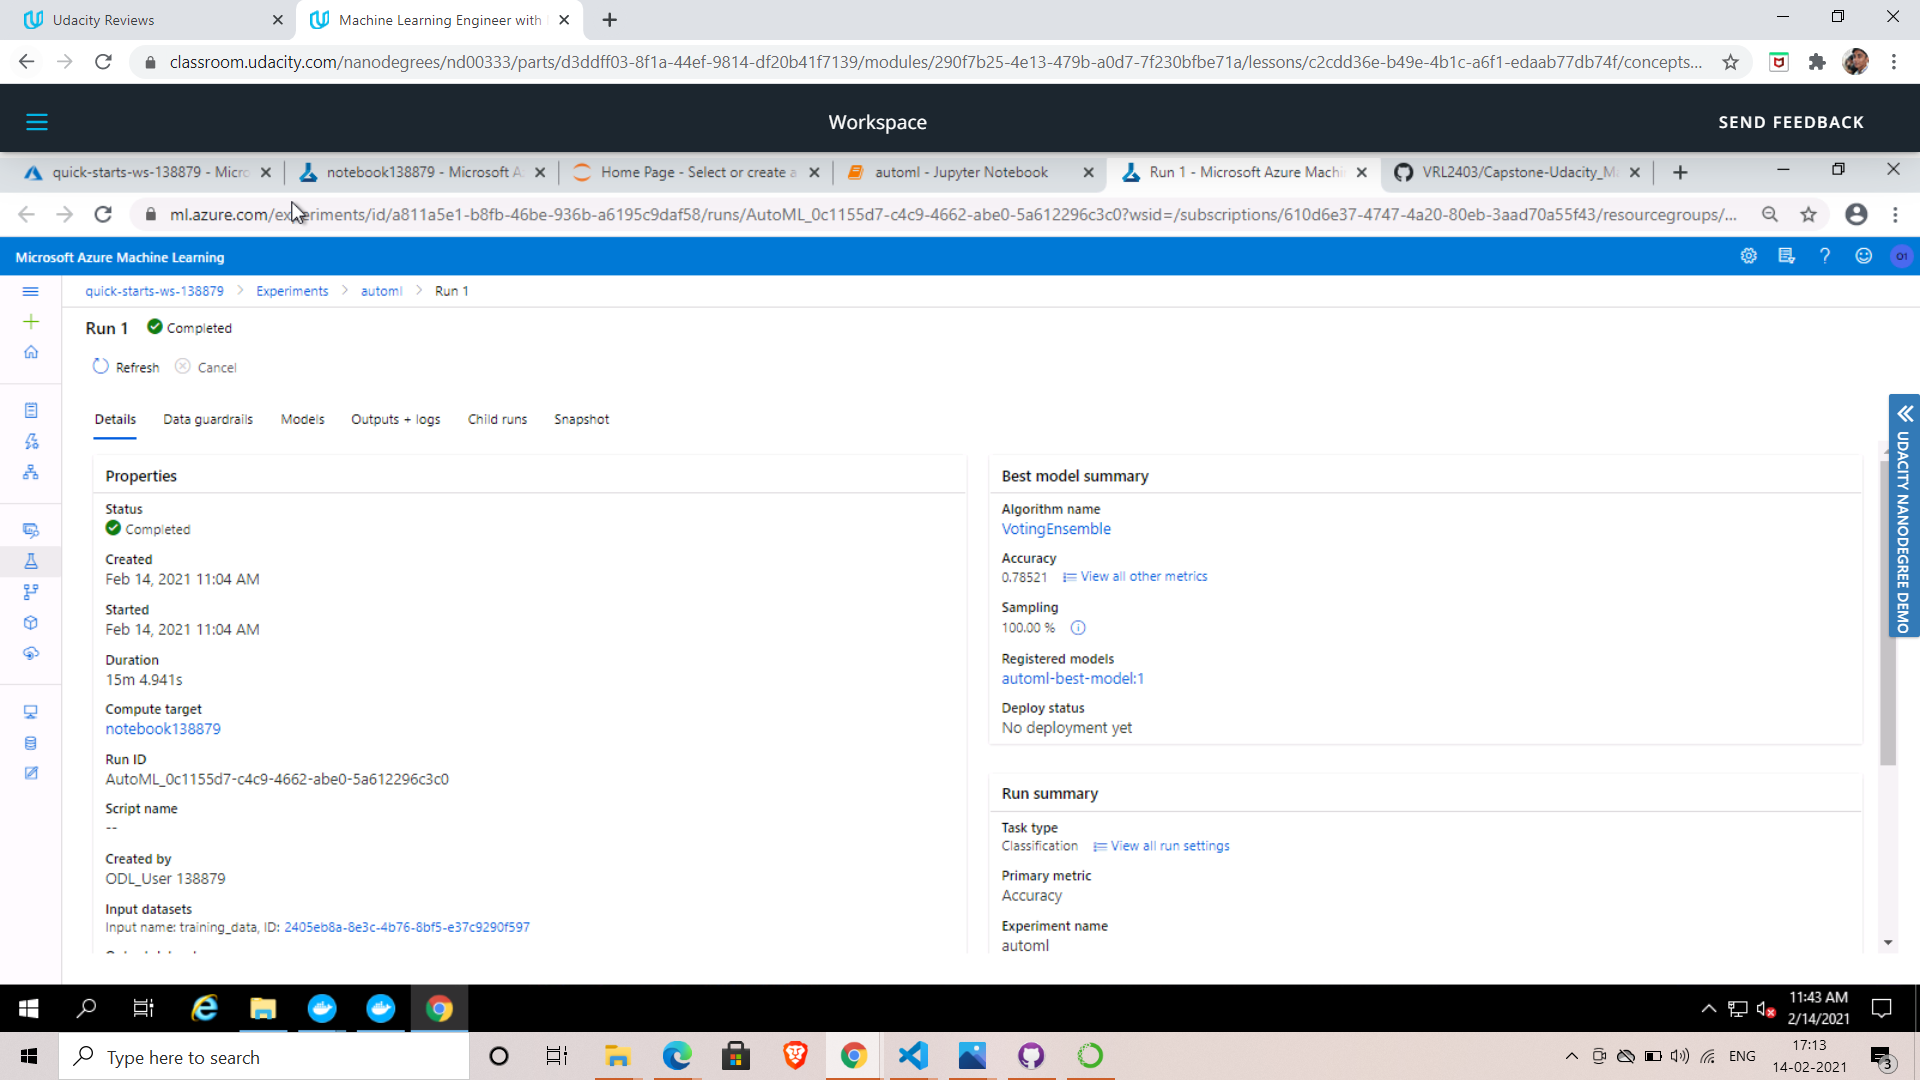 Udacity Reviews
Machine Learning Engineer with
classroom.udacity.com/nanodegrees/nd00333/parts/d3ddff03-8f1a-44ef-9814-df20b41f7139/modules/290f7b25-4e13-479b-a0d7-7f230bfbe71a/lessons/c2cdd36e-b49e-4b1c-a6f1-edaab77db74f/concepts...
Workspace
SEND FEEDBACK
quick-starts-ws-138879 - Micro
notebook138879 - Microsoft A
Home Page - Select or create a
automl - Jupyter Notebook
Run 1 - Microsoft Azure Machi
VRL2403/Capstone-Udacity_M
ml.azure.com/experiments/id/a811a5e1-b8fb-46be-936b-a6195c9daf58/runs/AutoML_0c1155d7-c4c9-4662-abe0-5a612296c3c0?wsid=/subscriptions/610d6e37-4747-4a20-80eb-3aad70a55f43/resourcegroups/...
Microsoft Azure Machine Learning
O1
quick-starts-ws-138879 > Experiments > automl > Run 1
Run 1 Completed
Refresh Cancel
Details Data guardrails Models Outputs + logs Child runs Snapshot
Properties
Status
Completed
Created
Feb 14, 2021 11:04 AM
Started
Feb 14, 2021 11:04 AM
Duration
15m 4.941s
Compute target
notebook138879
Run ID
AutoML_0c1155d7-c4c9-4662-abe0-5a612296c3c0
Script name
--
Created by
ODL_User 138879
Input datasets
Input name: training_data, ID: 2405eb8a-8e3c-4b76-8bf5-e37c9290f597
Best model summary
Algorithm name
VotingEnsemble
Accuracy
0.78521 View all other metrics
Sampling
100.00 %
Registered models
automl-best-model:1
Deploy status
No deployment yet
Run summary
Task type
Classification View all run settings
Primary metric
Accuracy
Experiment name
automl
UDACITY NANODEGREE DEMO
11:43 AM
2/14/2021
Type here to search
ENG
17:13
14-02-2021
3